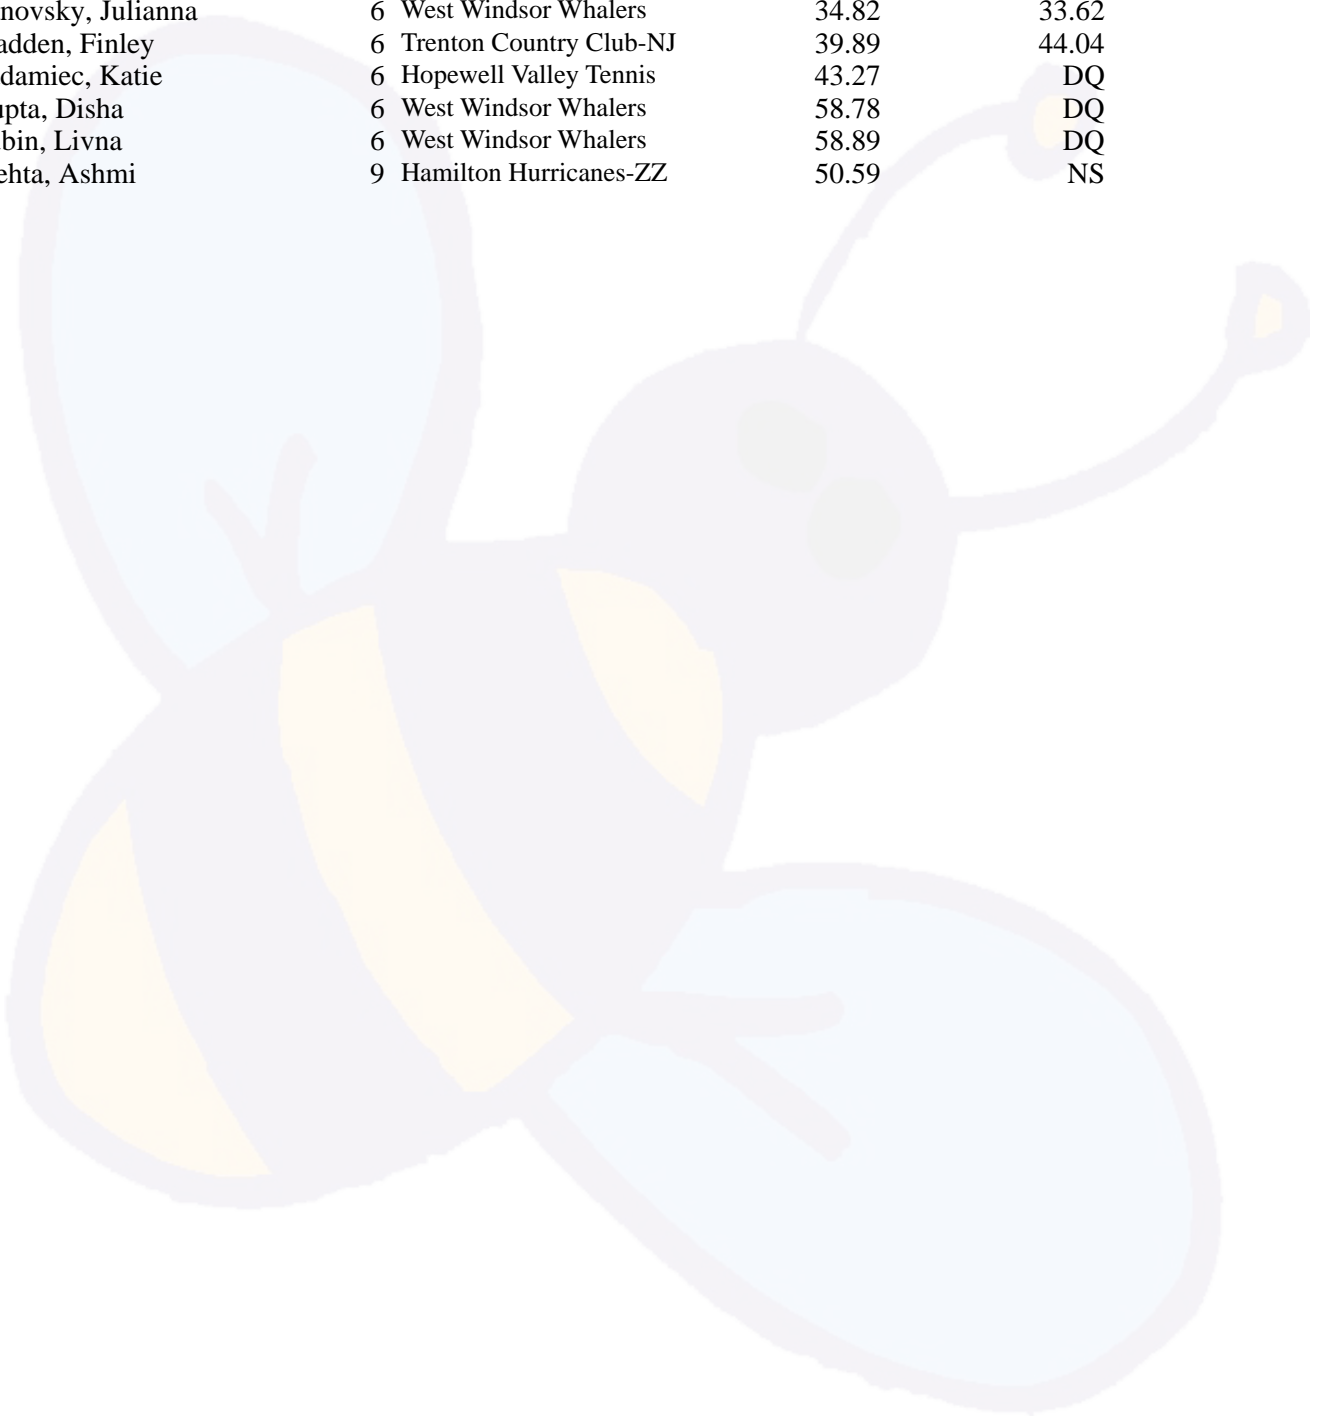 novsky, Julianna 6 West Windsor Whalers 34.82 33.62
adden, Finley 6 Trenton Country Club-NJ 39.89 44.04
damiec, Katie 6 Hopewell Valley Tennis 43.27 DQ
upta, Disha 6 West Windsor Whalers 58.78 DQ
bin, Livna 6 West Windsor Whalers 58.89 DQ
ehta, Ashmi 9 Hamilton Hurricanes-ZZ 50.59 NS